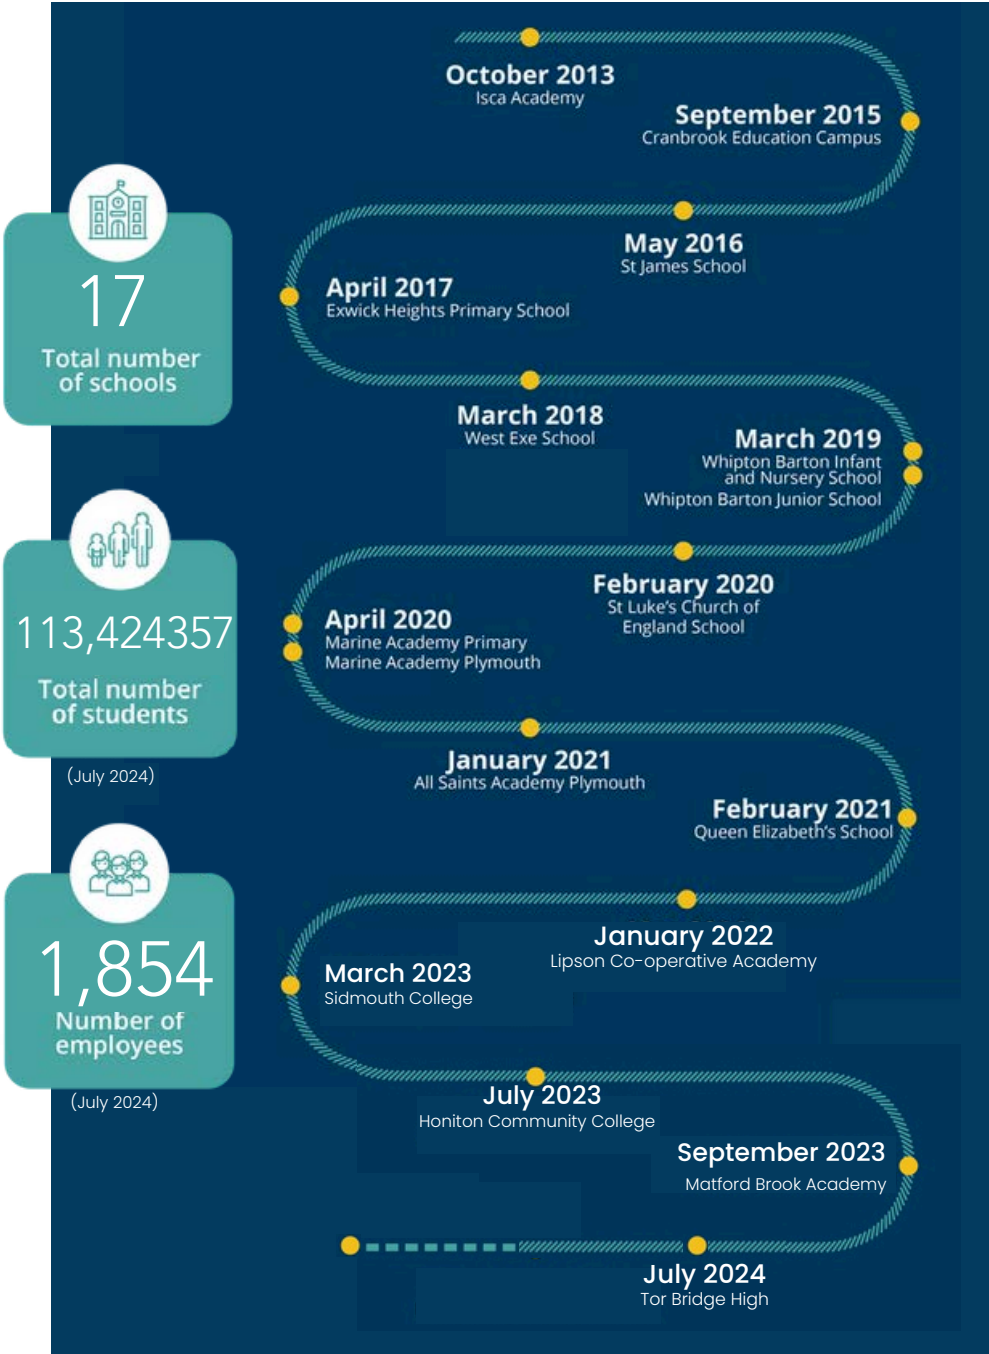 October 2013
Isca Academy
September 2015
Cranbrook Education Campus
May 2016
St James School
April 2017
Exwick Heights Primary School
17
Total number
of schools
March 2018
West Exe School
March 2019
Whipton Barton Infant
and Nursery School
Whipton Barton Junior School
February 2020
St Luke's Church of
England School
April 2020
Marine Academy Primary
Marine Academy Plymouth
113,424357
Total number
of students
(July 2024)
January 2021
All Saints Academy Plymouth
February 2021
Queen Elizabeth's School
January 2022
Lipson Co-operative Academy
March 2023
Sidmouth College
1,854
Number of
employees
(July 2024)
July 2023
Honiton Community College
September 2023
Matford Brook Academy
July 2024
Tor Bridge High